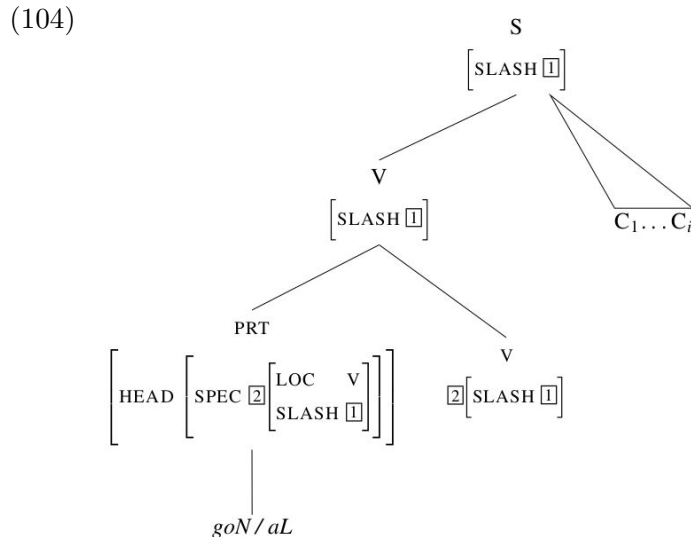 (104)
S
[SLASH 1]
V
[SLASH 1]
C1...Ci
PRT
V
[HEAD [SPEC 2 [LOC V
SLASH 1]]]
2[SLASH 1]
goN / aL